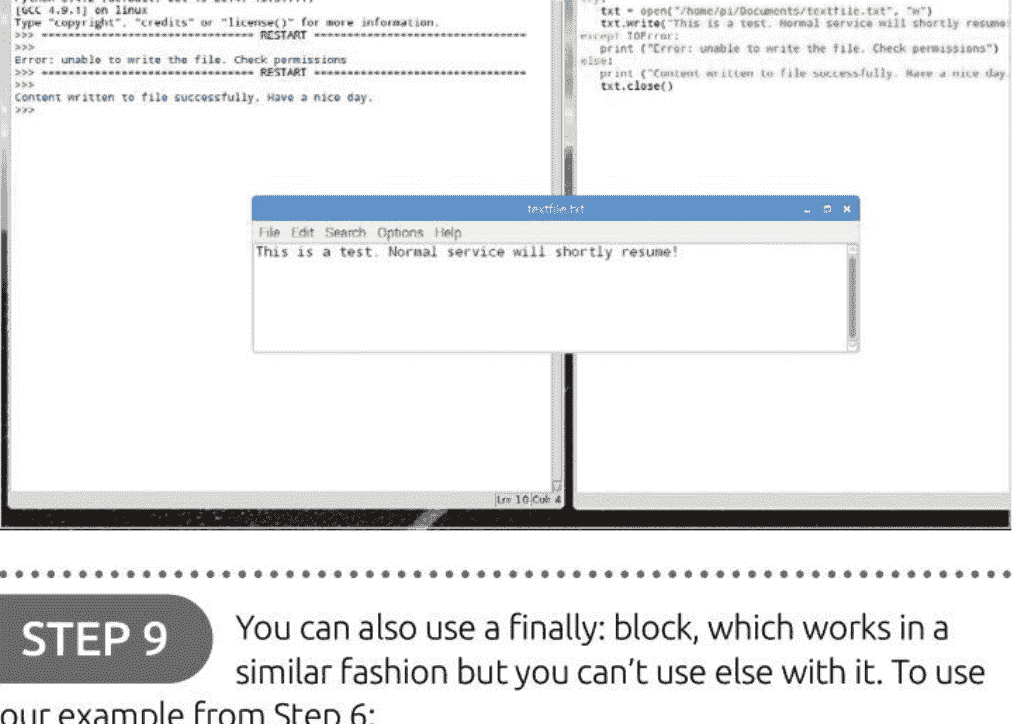 [GCC 4.9.1] on linux
Type "copyright", "credits" or "license()" for more information.
>>> ================================ RESTART ================================
>>>
Error: unable to write the file. Check permissions
>>> ================================ RESTART ================================
>>>
Content written to file successfully. Have a nice day.
>>>
txt = open("/home/pi/Documents/textfile.txt", "w")
txt.write("This is a test. Normal service will shortly resume
except IOError:
print ("Error: unable to write the file. Check permissions")
else:
print ("Content written to file successfully. Have a nice day.
txt.close()
textfile.txt
File Edit Search Options Help
This is a test. Normal service will shortly resume!
Ln: 10 Col: 4
STEP 9
You can also use a finally: block, which works in a
similar fashion but you can't use else with it. To use
our example from Step 6: